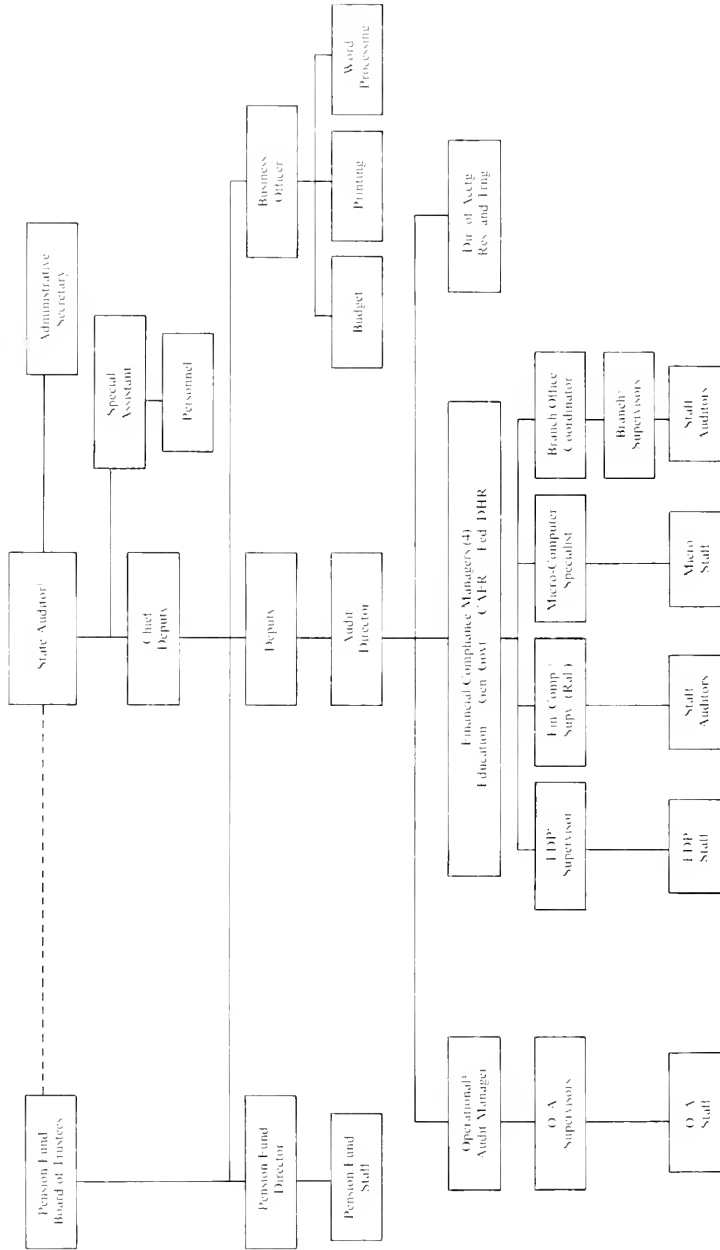 Pension Fund
Board of Trustees
State Auditor¹
Administrative
Secretary
Special
Assistant
Personnel
Chief
Deputy
Pension Fund
Director
Pension Fund
Staff
Deputy
Business
Officer
Budget
Printing
Word
Processing
Audit
Director
Operational
Audit Manager
O A
Supervisors
O A
Staff
Financial Compliance Managers (4)
Education Gen Govt CAFR Fed DHR
Dir of Acctg
Res and Trng
EDP
Supervisor
EDP
Staff
Fin Comp
Supv (Ral)
Staff
Auditors
Micro-Computer
Specialist
Micro
Staff
Branch Office
Coordinator
Branch
Supervisors
Staff
Auditors